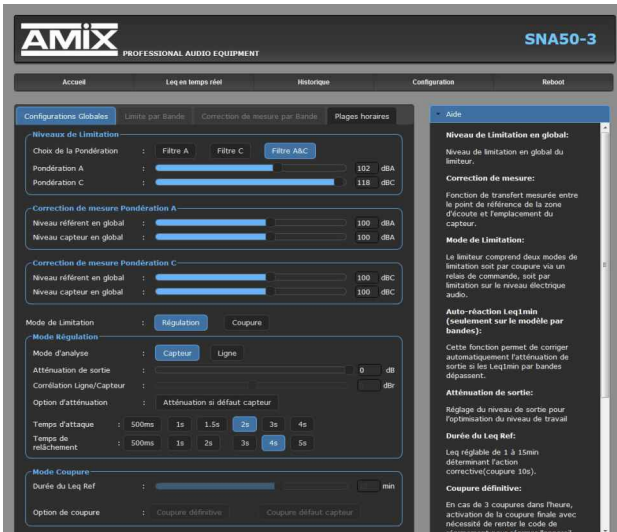 AMIX
PROFESSIONAL AUDIO EQUIPMENT
SNA50-3
Accueil Leq en temps réel Historique Configuration Reboot
Configurations Globales Limite par Bande Correction de mesure par Bande Plages horaires
Niveaux de Limitation
Choix de la Pondération : Filtre A Filtre C Filtre A&C
Pondération A : 102 dBA
Pondération C : 118 dBC
Correction de mesure Pondération A
Niveau référent en global : 100 dBA
Niveau capteur en global : 100 dBA
Correction de mesure Pondération C
Niveau référent en global : 100 dBC
Niveau capteur en global : 100 dBC
Mode de Limitation : Régulation Coupure
Mode Régulation
Mode d'analyse : Capteur Ligne
Atténuation de sortie : 0 dB
Corrélation Ligne/Capteur : dBr
Option d'atténuation : Atténuation si défaut capteur
Temps d'attaque : 500ms 1s 1.5s 2s 3s 4s
Temps de
relâchement : 500ms 1s 2s 3s 4s 5s
Mode Coupure
Durée du Leq Ref : min
Option de coupure : Coupure définitive Coupure défaut capteur
Aide
Niveau de Limitation en global:
Niveau de limitation en global du
limiteur.
Correction de mesure:
Fonction de transfert mesurée entre
le point de référence de la zone
d'écoute et l'emplacement du
capteur.
Mode de Limitation:
Le limiteur comprend deux modes de
limitation soit par coupure via un
relais de commande, soit par
limitation sur le niveau électrique
audio.
Auto-réaction Leq1min
(seulement sur le modèle par
bandes):
Cette fonction permet de corriger
automatiquement l'atténuation de
sortie si les Leq1min par bandes
dépassent.
Atténuation de sortie:
Réglage du niveau de sortie pour
l'optimisation du niveau de travail
Durée du Leq Ref:
Leq réglable de 1 à 15min
déterminant l'action
corrective(coupure 10s).
Coupure définitive:
En cas de 3 coupures dans l'heure,
activation de la coupure finale avec
nécessité de renter le code de